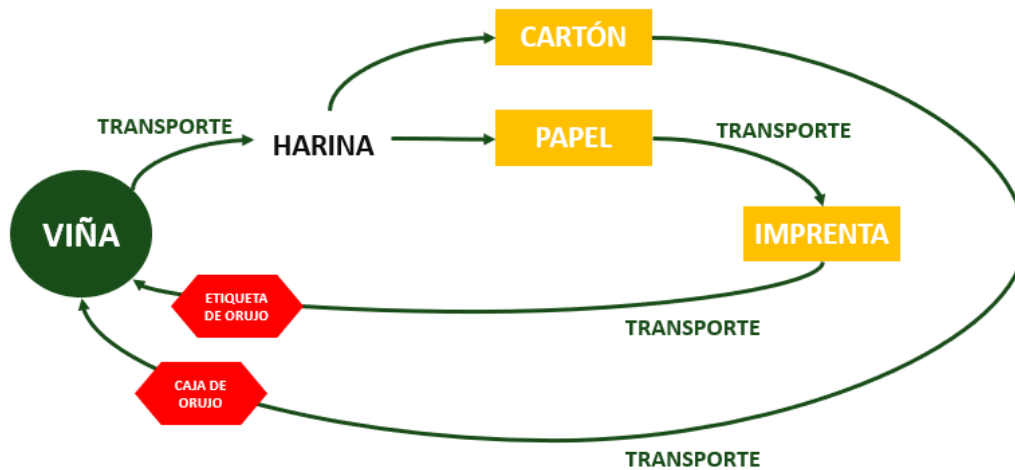 CARTÓN
TRANSPORTE
HARINA
PAPEL
TRANSPORTE
VIÑA
IMPRENTA
ETIQUETA
DE ORUJO
TRANSPORTE
CAJA DE
ORUJO
TRANSPORTE